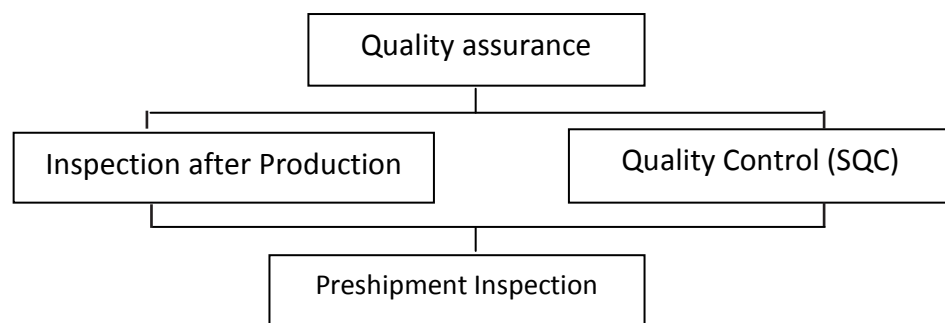 Quality assurance
Inspection after Production
Quality Control (SQC)
Preshipment Inspection